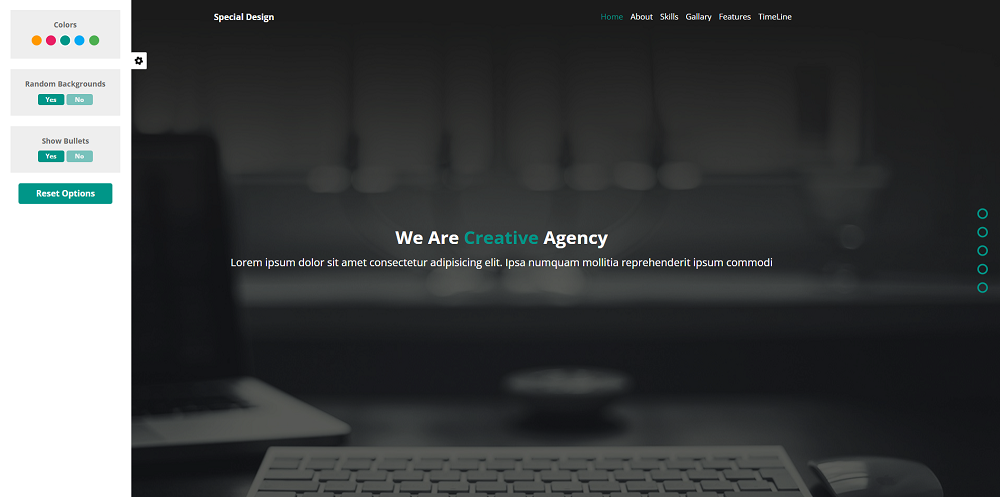 Colors
Random Backgrounds
Yes No
Show Bullets
Yes No
Reset Options
Special Design
Home About Skills Gallary Features TimeLine
We Are Creative Agency
Lorem ipsum dolor sit amet consectetur adipisicing elit. Ipsa numquam mollitia reprehenderit ipsum commodi